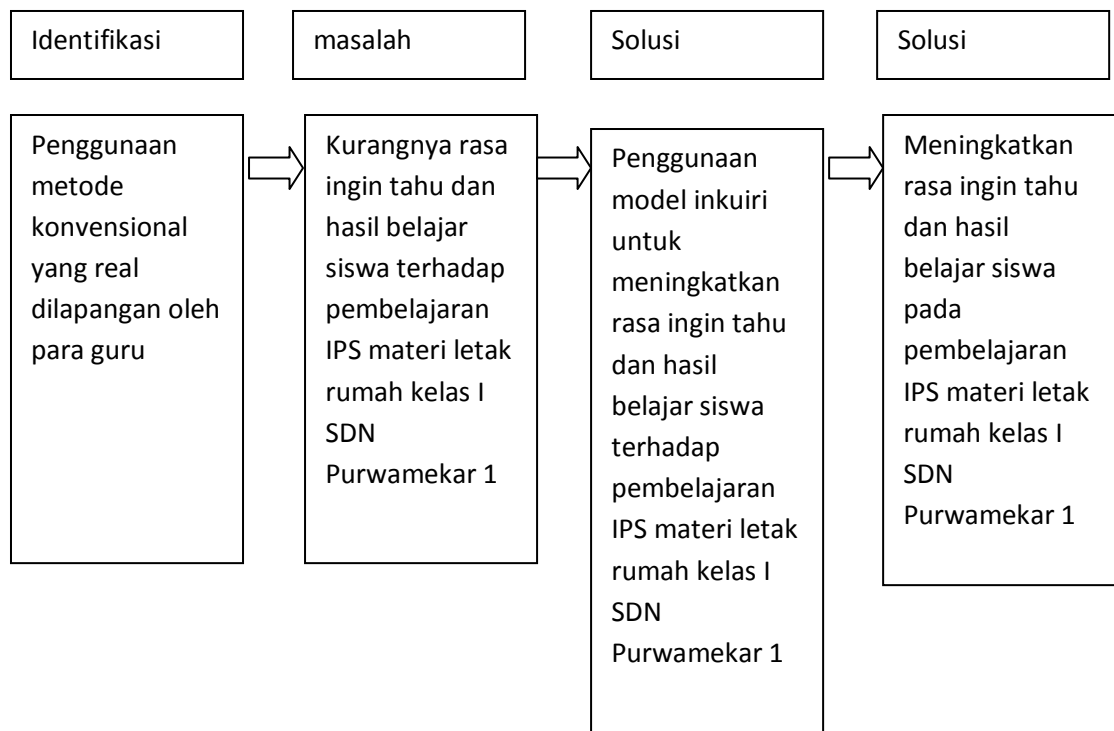 Identifikasi
masalah
Solusi
Solusi
Penggunaan
metode
konvensional
yang real
dilapangan oleh
para guru
Kurangnya rasa
ingin tahu dan
hasil belajar
siswa terhadap
pembelajaran
IPS materi letak
rumah kelas I
SDN
Purwamekar 1
Penggunaan
model inkuiri
untuk
meningkatkan
rasa ingin tahu
dan hasil
belajar siswa
terhadap
pembelajaran
IPS materi letak
rumah kelas I
SDN
Purwamekar 1
Meningkatkan
rasa ingin tahu
dan hasil
belajar siswa
pada
pembelajaran
IPS materi letak
rumah kelas I
SDN
Purwamekar 1